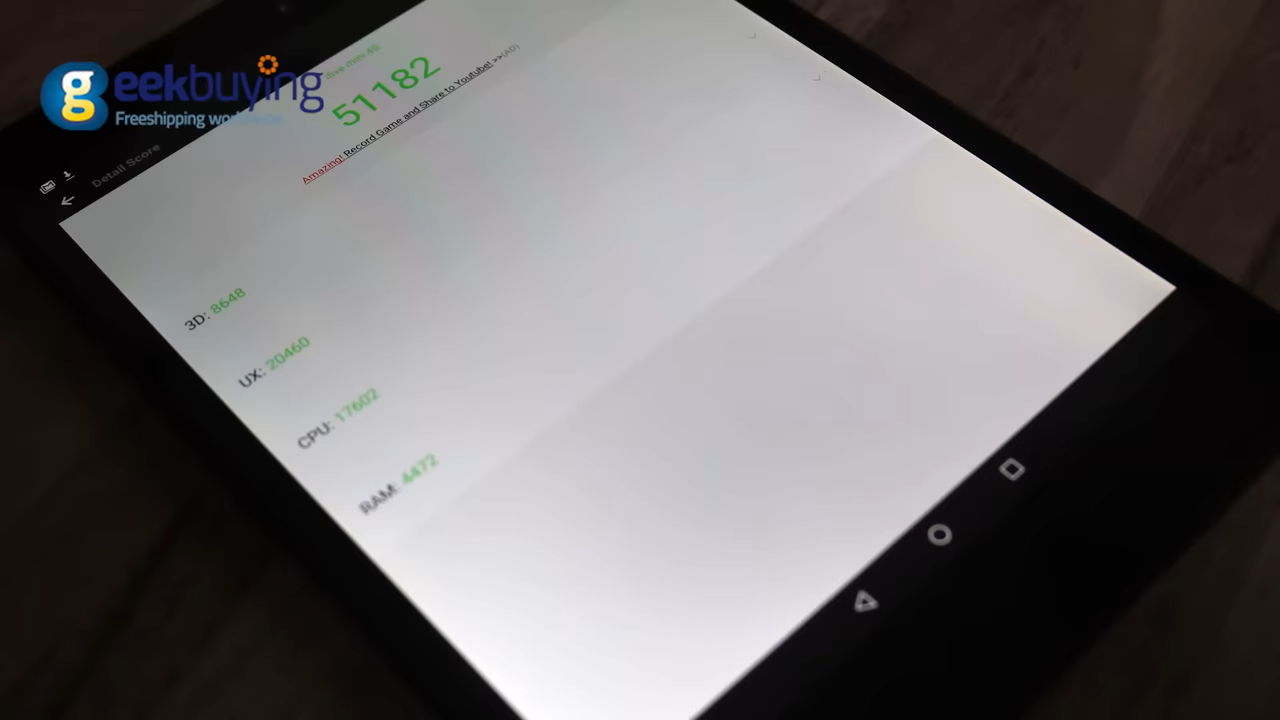 geekbuying
Freeshipping worldwide
Detail Score
51182
Amazing! Record Game and Share to Youtube! >>(AD)
3D: 8648
UX: 20460
CPU: 17602
RAM: 4472